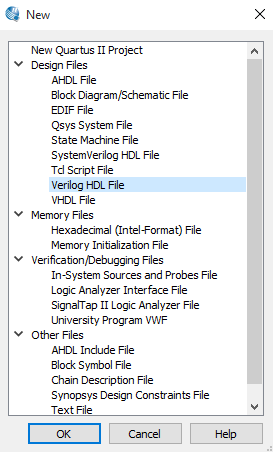 New
New Quartus II Project
Design Files
AHDL File
Block Diagram/Schematic File
EDIF File
Qsys System File
State Machine File
SystemVerilog HDL File
Tcl Script File
Verilog HDL File
VHDL File
Memory Files
Hexadecimal (Intel-Format) File
Memory Initialization File
Verification/Debugging Files
In-System Sources and Probes File
Logic Analyzer Interface File
SignalTap II Logic Analyzer File
University Program VWF
Other Files
AHDL Include File
Block Symbol File
Chain Description File
Synopsys Design Constraints File
Text File
OK Cancel Help